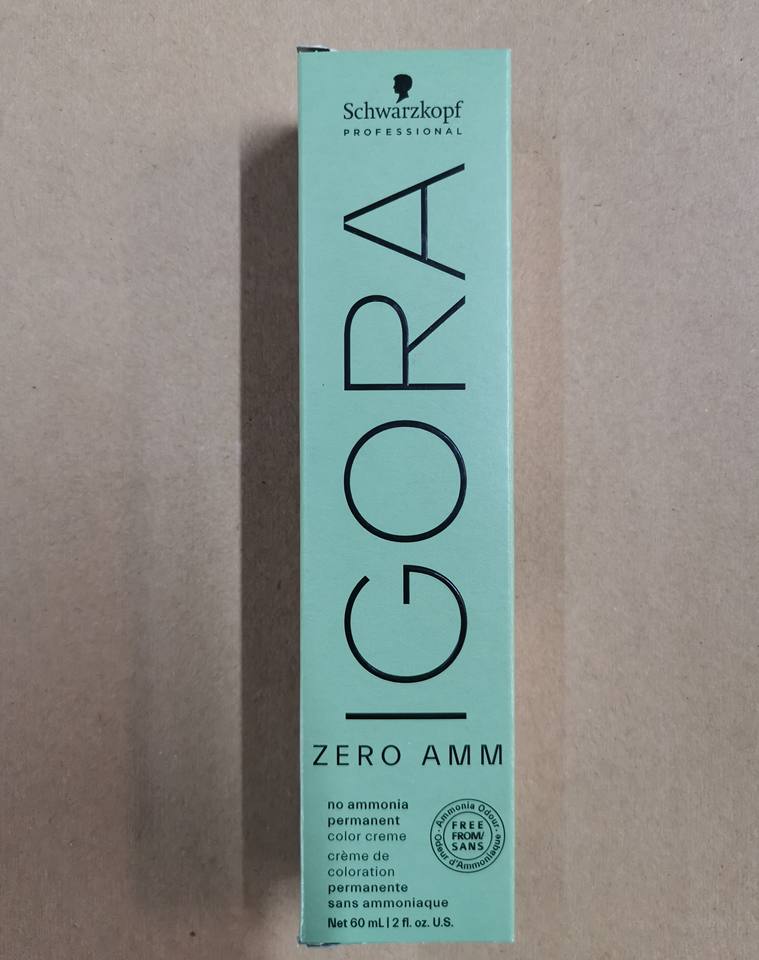 Schwarzkopf
PROFESSIONAL
IGORA
ZERO AMM
no ammonia
permanent
color creme
crème de
coloration
permanente
sans ammoniaque
Net 60 mL | 2 fl. oz. U.S.
· Ammonia Odour ·
FREE
FROM/
SANS
Odeur d'Ammoniaque